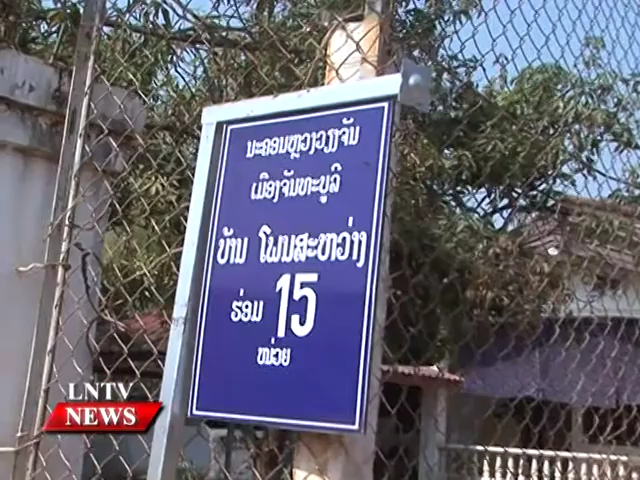 ນະຄອນຫຼວງວຽງຈັນ
ເມືອງຈັນທະບູລີ
ບ້ານ ໂພນສະຫວ່າງ
ຮ່ອມ 15
ໜ່ວຍ
LNTV
NEWS